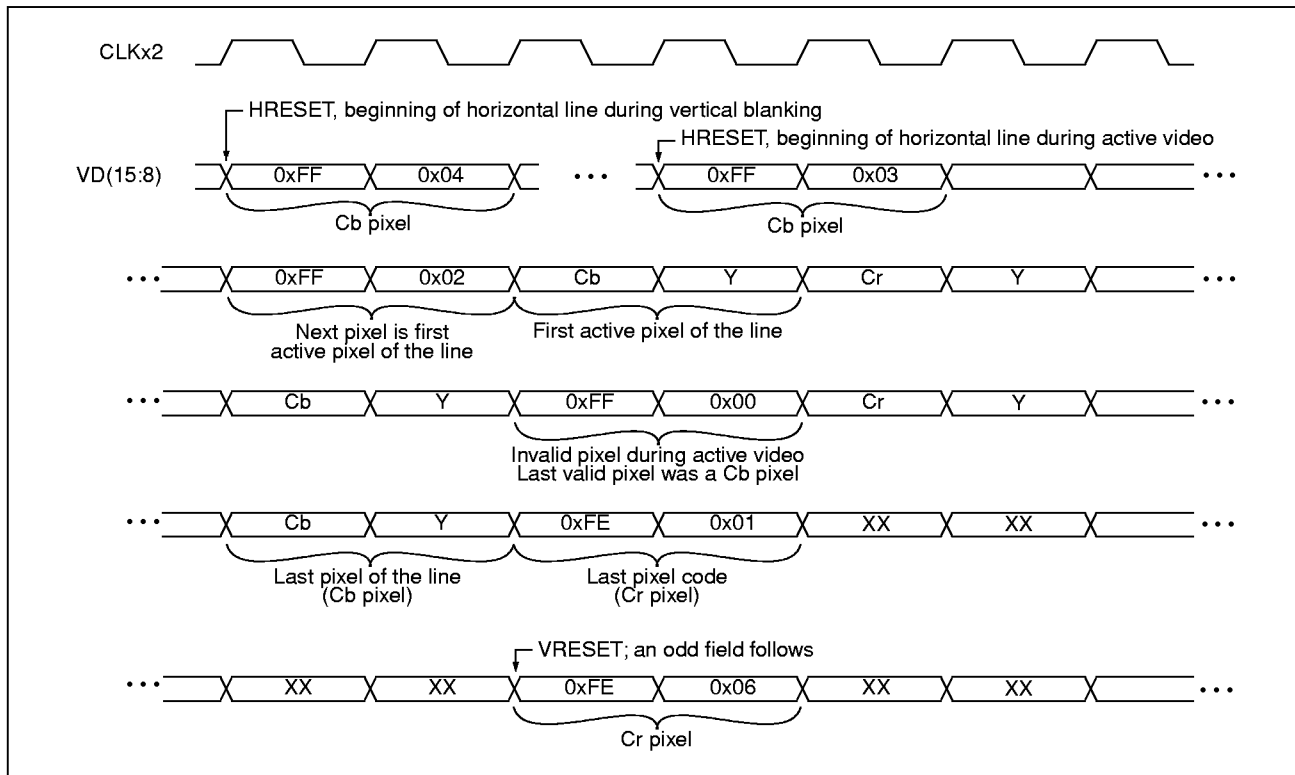 CLKx2
HRESET, beginning of horizontal line during vertical blanking
HRESET, beginning of horizontal line during active video
VD(15:8) 0xFF 0x04 • • • 0xFF 0x03 • • •
Cb pixel Cb pixel
• • • 0xFF 0x02 Cb Y Cr Y • • •
Next pixel is first
active pixel of the line
First active pixel of the line
• • • Cb Y 0xFF 0x00 Cr Y • • •
Invalid pixel during active video
Last valid pixel was a Cb pixel
• • • Cb Y 0xFE 0x01 XX XX • • •
Last pixel of the line
(Cb pixel)
Last pixel code
(Cr pixel)
VRESET; an odd field follows
• • • XX XX 0xFE 0x06 XX XX • • •
Cr pixel